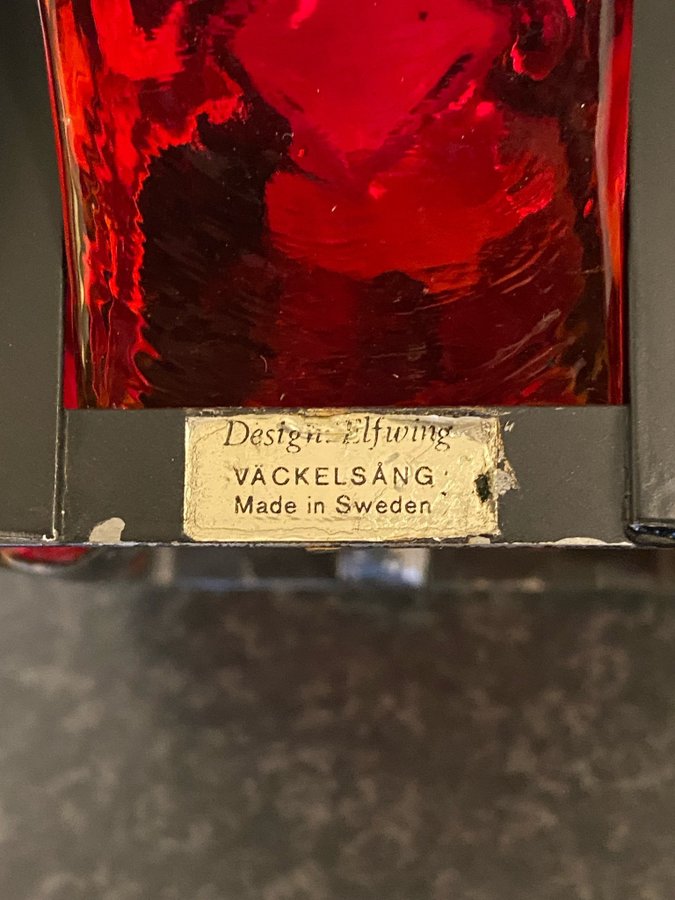 Design: Elfwing
VÄCKELSÅNG
Made in Sweden